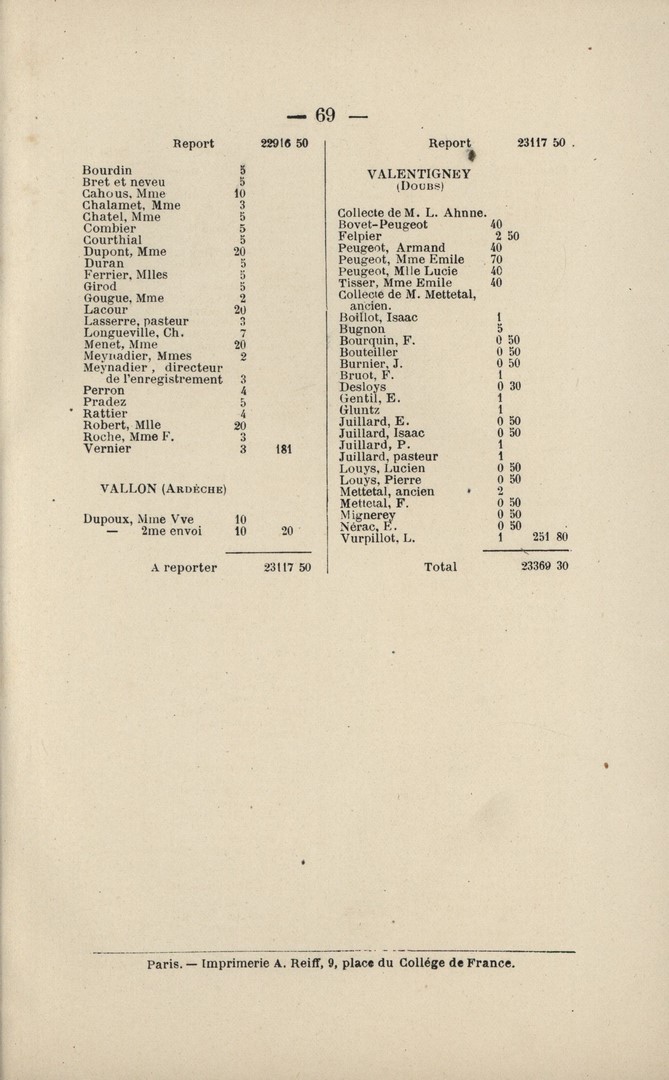 — 69 —
Report 22916 50
Bourdin 5
Bret et neveu 5
Cahous, Mme 10
Chalamet, Mme 3
Chatel, Mme 5
Combier 5
Courthial 5
Dupont, Mme 20
Duran 5
Ferrier, Mlles 5
Girod 5
Gougue, Mme 2
Lacour 20
Lasserre, pasteur 3
Longueville, Ch. 7
Menet, Mme 20
Meynadier, Mmes 2
Meynadier, directeur
de l'enregistrement 3
Perron 4
Pradez 5
Rattier 4
Robert, Mlle 20
Roche, Mme F. 3
Vernier 3 181
VALLON (ARDÈCHE)
Dupoux, Mme Vve 10
— 2me envoi 10 20
A reporter 23117 50
Report 23117 50
VALENTIGNEY
(DOUBS)
Collecte de M. L. Ahnne.
Bovet-Peugeot 40
Felpier 2 50
Peugeot, Armand 40
Peugeot, Mme Emile 70
Peugeot, Mlle Lucie 40
Tisser, Mme Emile 40
Collecte de M. Mettetal,
ancien.
Boillot, Isaac 1
Bugnon 5
Bourquin, F. 0 50
Bouteiller 0 50
Burnier, J. 0 50
Bruot, F. 1
Desloys 0 30
Gentil, E. 1
Gluntz 1
Juillard, E. 0 50
Juillard, Isaac 0 50
Juillard, P. 1
Juillard, pasteur 1
Louys, Lucien 0 50
Louys, Pierre 0 50
Mettetal, ancien 2
Mettetal, F. 0 50
Mignerey 0 50
Nérac, E. 0 50
Vurpillot, L. 1 251 80
Total 23369 30
Paris. — Imprimerie A. Reiff, 9, place du Collége de France.